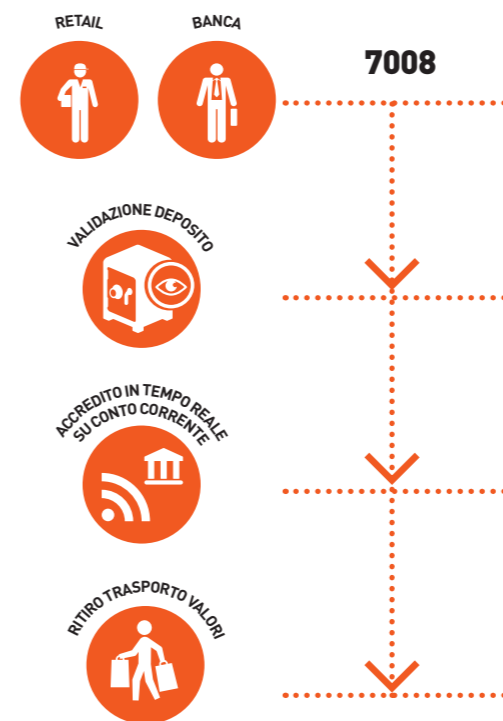 RETAIL
BANCA
7008
VALIDAZIONE DEPOSITO
ACCREDITO IN TEMPO REALE
SU CONTO CORRENTE
RITIRO TRASPORTO VALORI